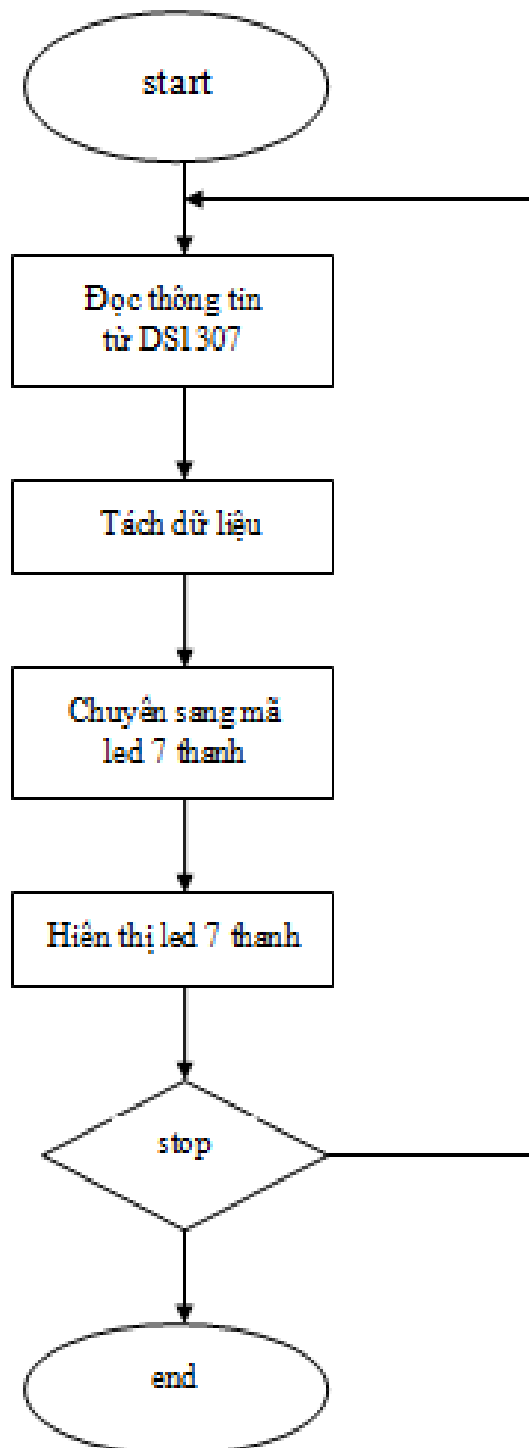 start
Đọc thông tin
từ DS1307
Tách dữ liệu
Chuyển sang mã
led 7 thanh
Hiển thị led 7 thanh
stop
end